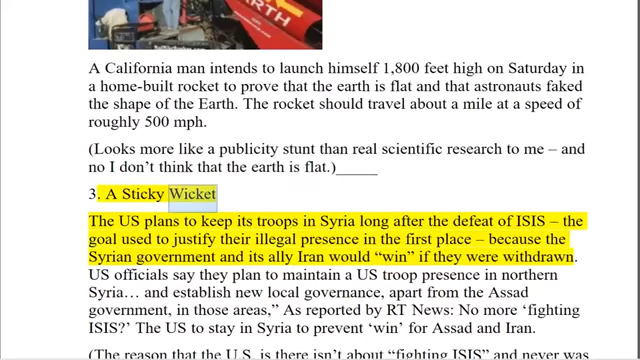 ARTH
A California man intends to launch himself 1,800 feet high on Saturday in
a home-built rocket to prove that the earth is flat and that astronauts faked
the shape of the Earth. The rocket should travel about a mile at a speed of
roughly 500 mph.
(Looks more like a publicity stunt than real scientific research to me – and
no I don’t think that the earth is flat.)_____
3. A Sticky Wicket
The US plans to keep its troops in Syria long after the defeat of ISIS – the
goal used to justify their illegal presence in the first place – because the
Syrian government and its ally Iran would “win” if they were withdrawn.
US officials say they plan to maintain a US troop presence in northern
Syria… and establish new local governance, apart from the Assad
government, in those areas,” As reported by RT News: No more ‘fighting
ISIS?’ The US to stay in Syria to prevent ‘win’ for Assad and Iran.
(The reason that the U.S. is there isn’t about “fighting ISIS” and never was